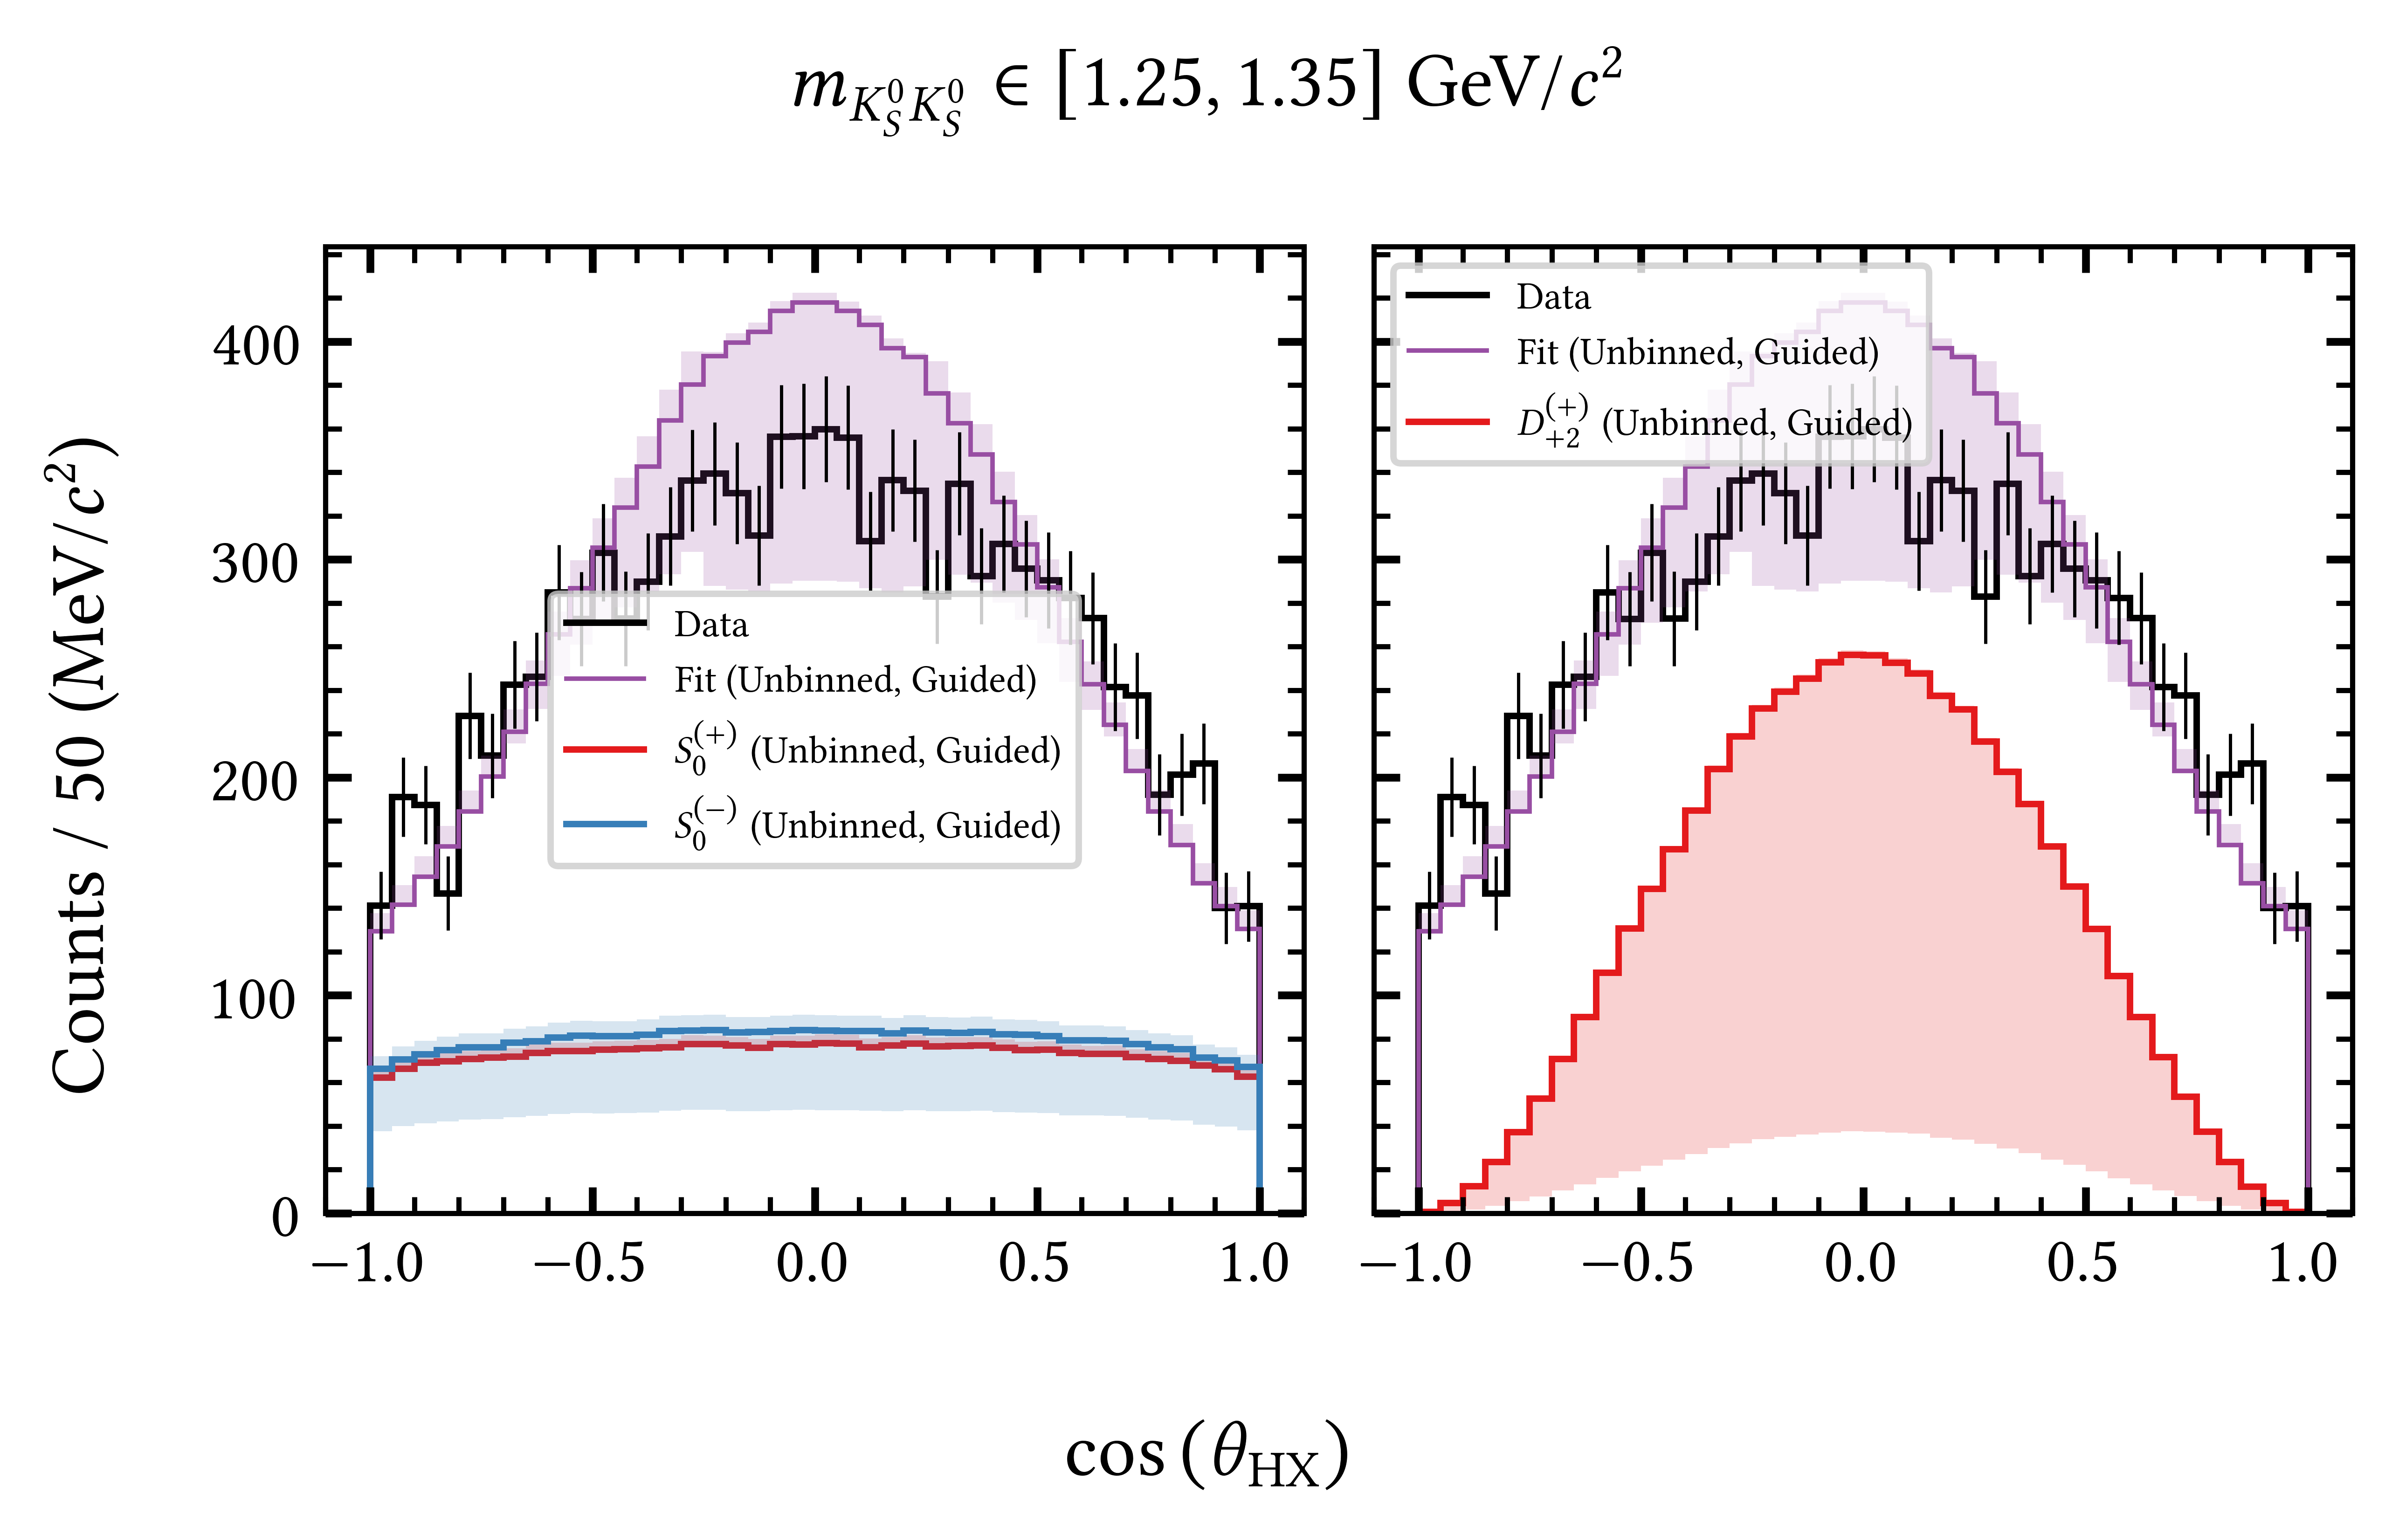 m_{K_S^0 K_S^0} ∈ [1.25, 1.35] GeV/c²
Counts / 50 (MeV/c²)
400
300
200
100
0
Data
Fit (Unbinned, Guided)
S_0^{(+)} (Unbinned, Guided)
S_0^{(−)} (Unbinned, Guided)
−1.0 −0.5 0.0 0.5 1.0
Data
Fit (Unbinned, Guided)
D_{+2}^{(+)} (Unbinned, Guided)
−1.0 −0.5 0.0 0.5 1.0
cos (θ_{HX})